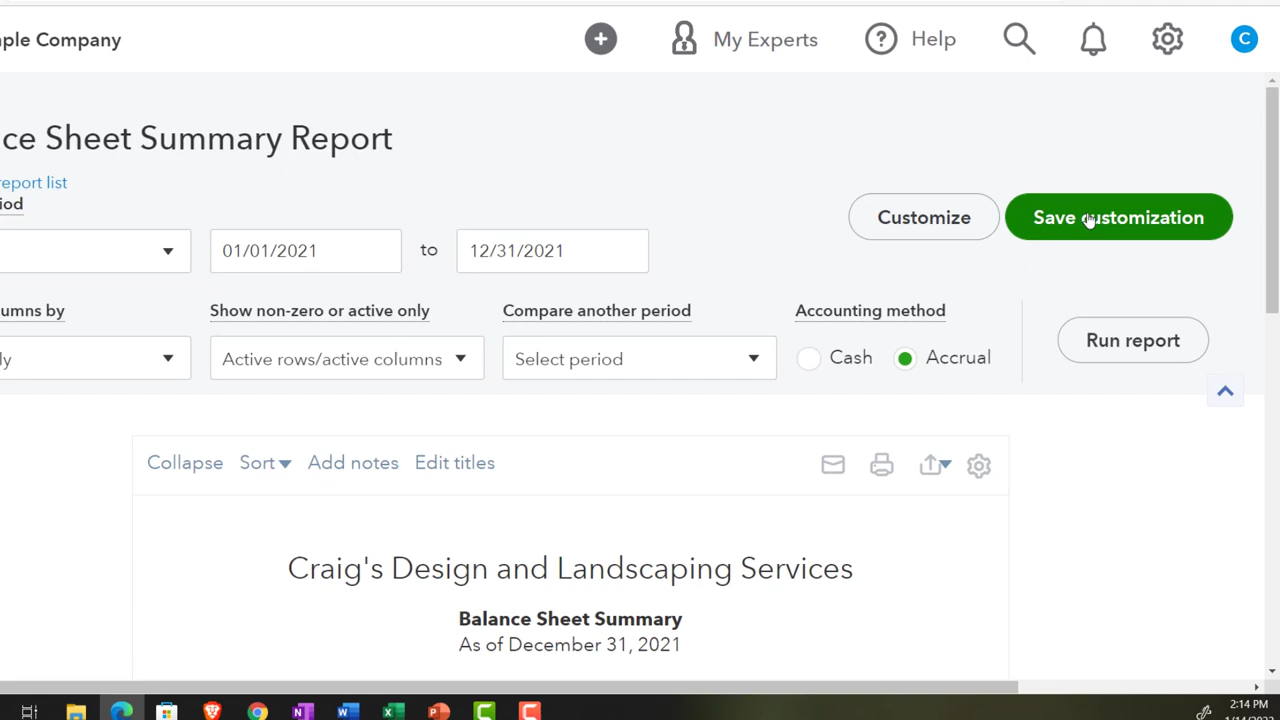 ple Company
My Experts
Help
C
ce Sheet Summary Report
report list
iod
Customize
Save customization
01/01/2021
to
12/31/2021
umns by
Show non-zero or active only
Compare another period
Accounting method
ly
Active rows/active columns
Select period
Cash
Accrual
Run report
Collapse
Sort
Add notes
Edit titles
Craig's Design and Landscaping Services
Balance Sheet Summary
As of December 31, 2021
2:14 PM